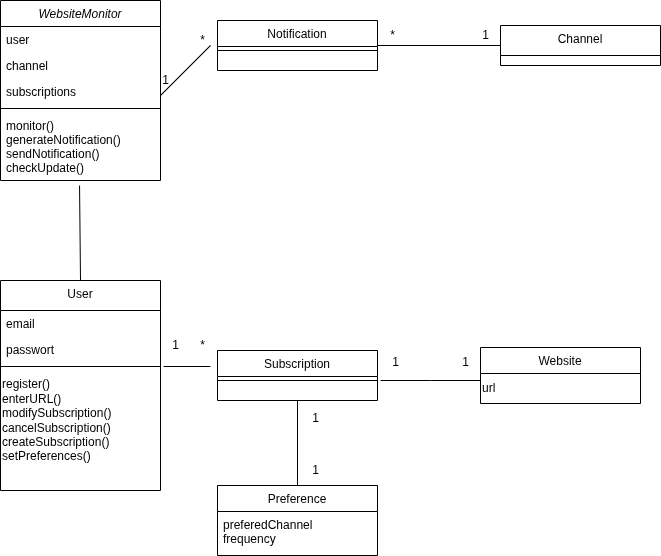 WebsiteMonitor
user
channel
subscriptions
monitor()
generateNotification()
sendNotification()
checkUpdate()
1
*
Notification
*
1
Channel
User
email
passwort
register()
enterURL()
modifySubscription()
cancelSubscription()
createSubscription()
setPreferences()
1
*
Subscription
1
1
Website
url
1
1
Preference
preferedChannel
frequency